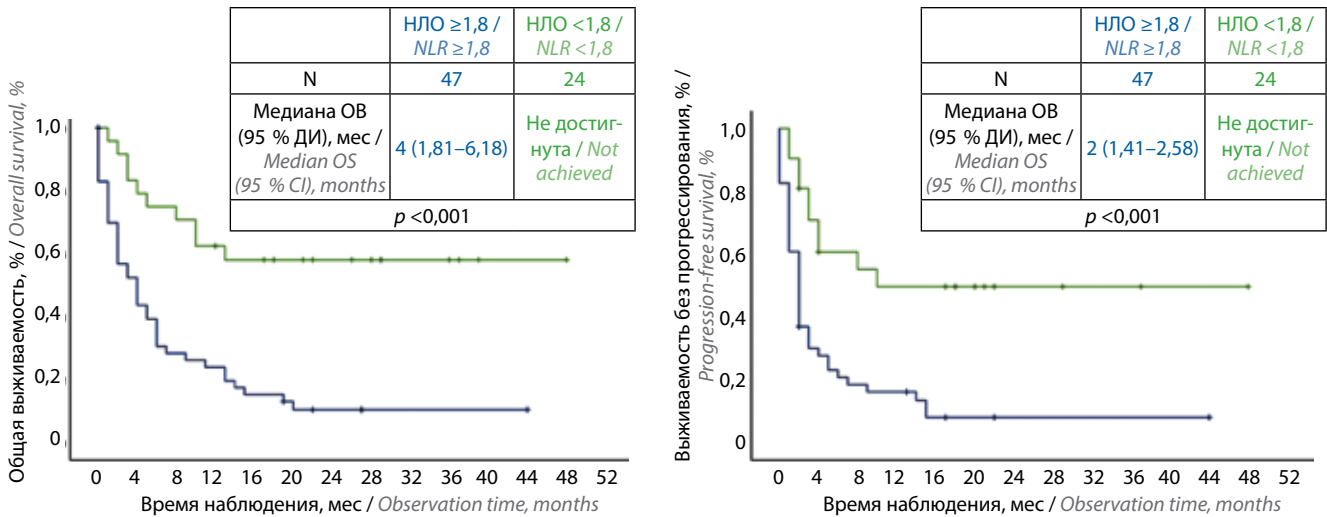 Общая выживаемость, % / Overall survival, %
НЛО ≥1,8 /
NLR ≥1,8
НЛО <1,8 /
NLR <1,8
N
47
24
Медиана ОВ
(95 % ДИ), мес /
Median OS
(95 % CI), months
4 (1,81–6,18)
Не достиг-
нута / Not
achieved
p <0,001
1,0
0,8
0,6
0,4
0,2
0
0 4 8 12 16 20 24 28 32 36 40 44 48 52
Время наблюдения, мес / Observation time, months
Выживаемость без прогрессирования, % /
Progression-free survival, %
НЛО ≥1,8 /
NLR ≥1,8
НЛО <1,8 /
NLR <1,8
N
47
24
Медиана ОВ
(95 % ДИ), мес /
Median OS
(95 % CI), months
2 (1,41–2,58)
Не достиг-
нута / Not
achieved
p <0,001
1,0
0,8
0,6
0,4
0,2
0
0 4 8 12 16 20 24 28 32 36 40 44 48 52
Время наблюдения, мес / Observation time, months